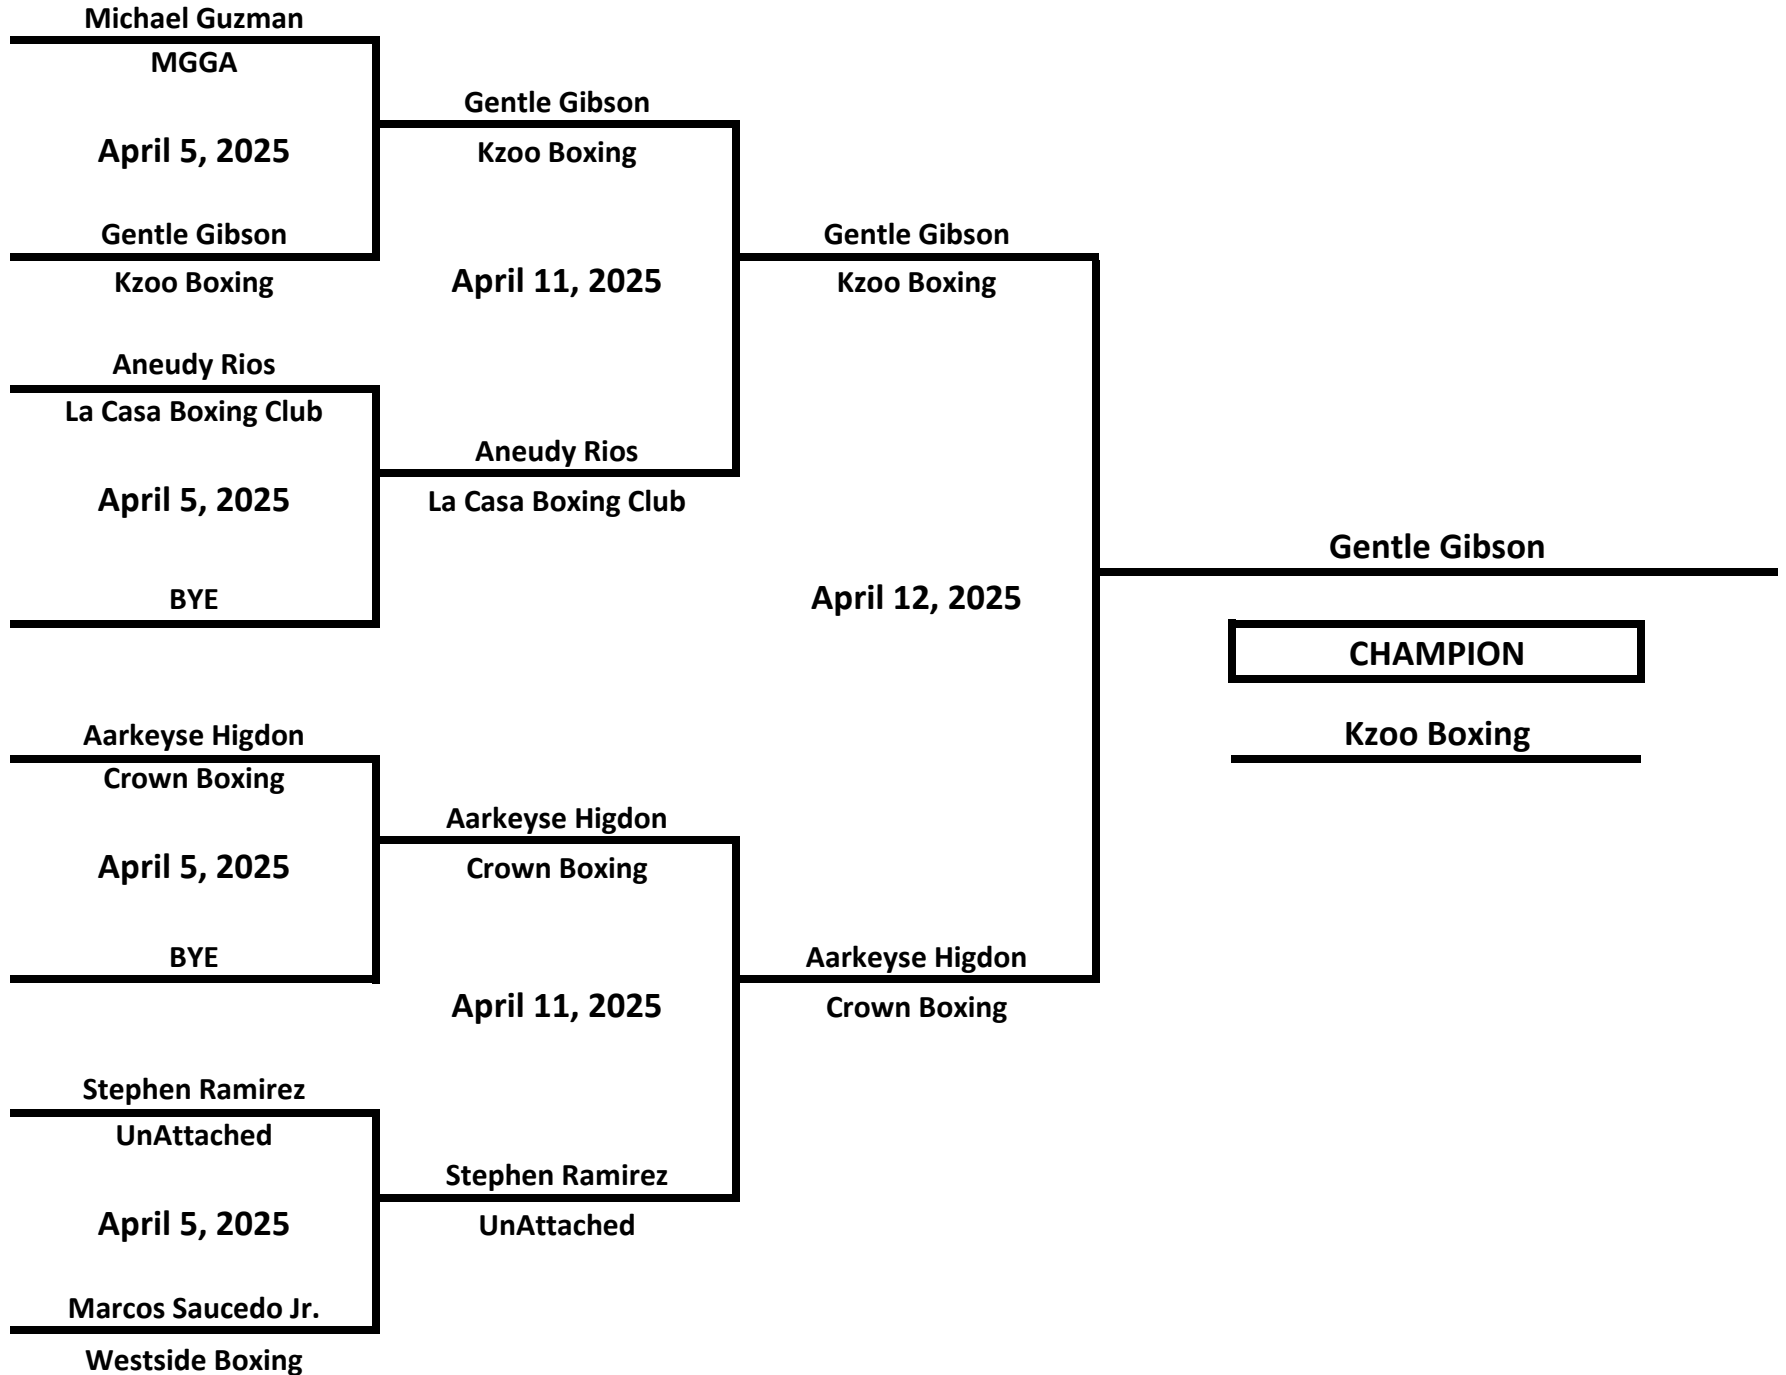 Michael Guzman
MGGA
April 5, 2025
Gentle Gibson
Kzoo Boxing
Aneudy Rios
La Casa Boxing Club
April 5, 2025
BYE
Aarkeyse Higdon
Crown Boxing
April 5, 2025
BYE
Stephen Ramirez
UnAttached
April 5, 2025
Marcos Saucedo Jr.
Westside Boxing
Gentle Gibson
Kzoo Boxing
April 11, 2025
Aneudy Rios
La Casa Boxing Club
Aarkeyse Higdon
Crown Boxing
April 11, 2025
Stephen Ramirez
UnAttached
Gentle Gibson
Kzoo Boxing
April 12, 2025
Aarkeyse Higdon
Crown Boxing
Gentle Gibson
CHAMPION
Kzoo Boxing